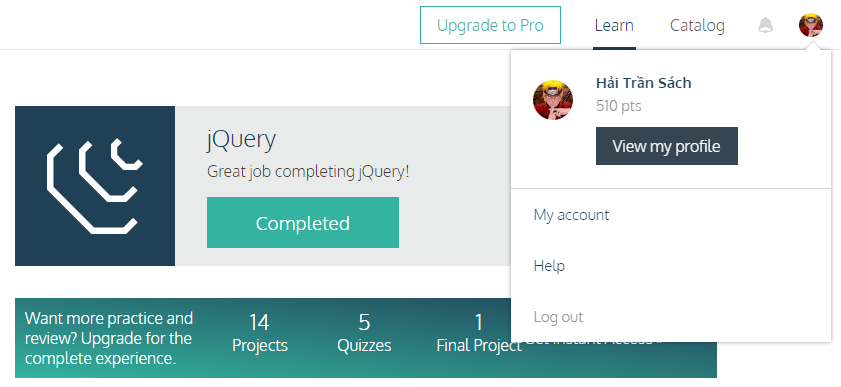 Upgrade to Pro
Learn
Catalog
Hải Trần Sách
510 pts
View my profile
My account
Help
Log out
jQuery
Great job completing jQuery!
Completed
Want more practice and
review? Upgrade for the
complete experience.
14
Projects
5
Quizzes
1
Final Project